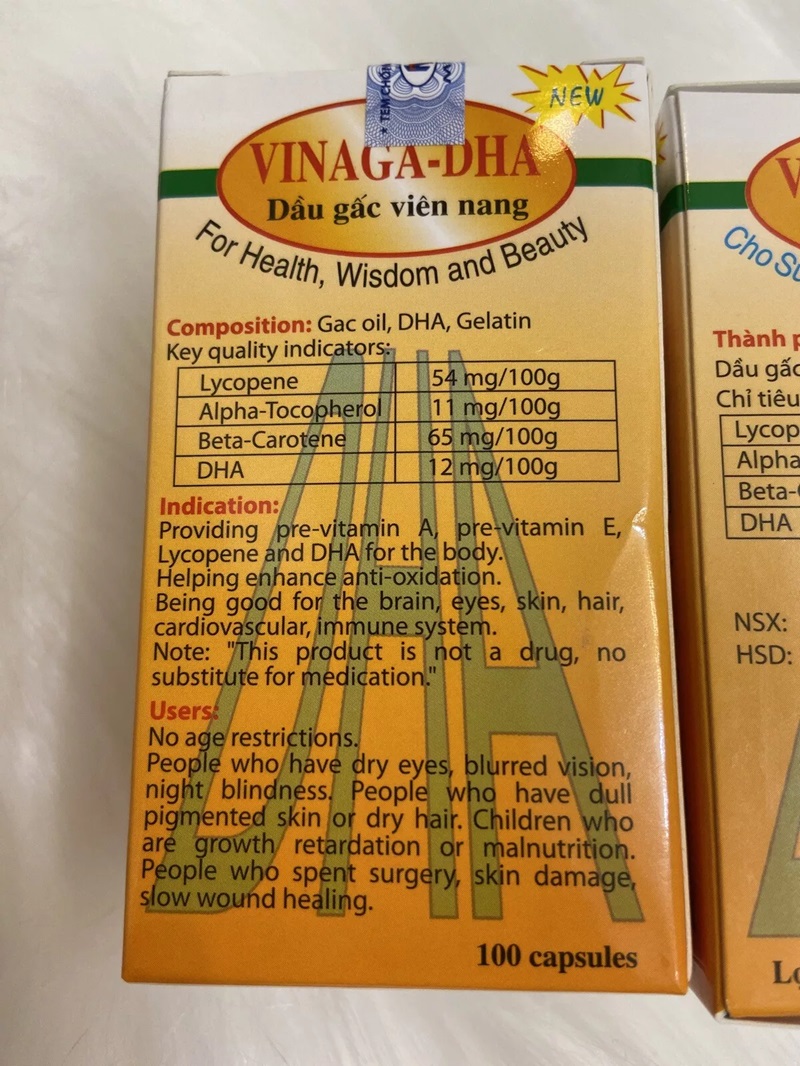 * TEM CHỐN
NEW
VINAGA-DHA
Dầu gấc viên nang
For Health, Wisdom and Beauty
Composition: Gac oil, DHA, Gelatin
Key quality indicators:
Lycopene 54 mg/100g
Alpha-Tocopherol 11 mg/100g
Beta-Carotene 65 mg/100g
DHA 12 mg/100g
Indication:
Providing pre-vitamin A, pre-vitamin E,
Lycopene and DHA for the body.
Helping enhance anti-oxidation.
Being good for the brain, eyes, skin, hair,
cardiovascular, immune system.
Note: "This product is not a drug, no
substitute for medication."
Users:
No age restrictions.
People who have dry eyes, blurred vision,
night blindness. People who have dull
pigmented skin or dry hair. Children who
are growth retardation or malnutrition.
People who spent surgery, skin damage,
slow wound healing.
100 capsules
DHA
V
Cho Sứ
Thành p
Dầu gấc
Chỉ tiêu
Lycop
Alpha
Beta-
DHA
NSX:
HSD:
Lọ